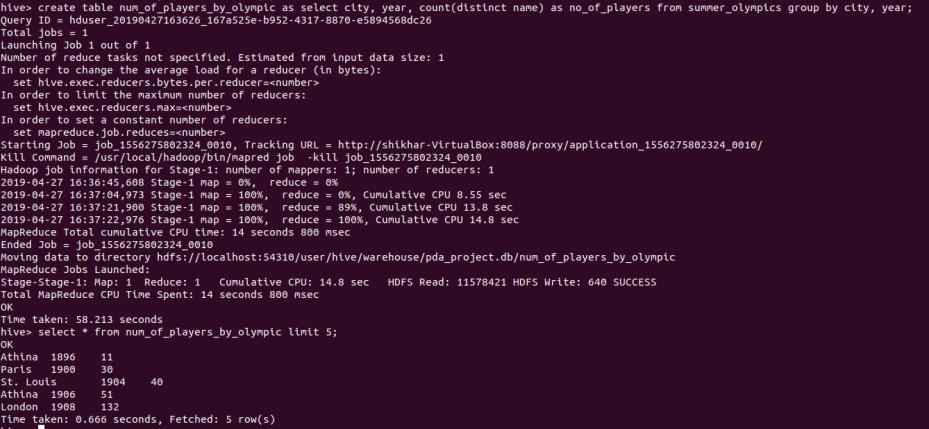 hive> create table num_of_players_by_olympic as select city, year, count(distinct name) as no_of_players from summer_olympics group by city, year;
Query ID = hduser_20190427163626_167a525e-b952-4317-8870-e5894568dc26
Total jobs = 1
Launching Job 1 out of 1
Number of reduce tasks not specified. Estimated from input data size: 1
In order to change the average load for a reducer (in bytes):
  set hive.exec.reducers.bytes.per.reducer=<number>
In order to limit the maximum number of reducers:
  set hive.exec.reducers.max=<number>
In order to set a constant number of reducers:
  set mapreduce.job.reduces=<number>
Starting Job = job_1556275802324_0010, Tracking URL = http://shikhar-VirtualBox:8088/proxy/application_1556275802324_0010/
Kill Command = /usr/local/hadoop/bin/mapred job  -kill job_1556275802324_0010
Hadoop job information for Stage-1: number of mappers: 1; number of reducers: 1
2019-04-27 16:36:45,608 Stage-1 map = 0%,  reduce = 0%
2019-04-27 16:37:04,973 Stage-1 map = 100%,  reduce = 0%, Cumulative CPU 8.55 sec
2019-04-27 16:37:21,900 Stage-1 map = 100%,  reduce = 89%, Cumulative CPU 13.8 sec
2019-04-27 16:37:22,976 Stage-1 map = 100%,  reduce = 100%, Cumulative CPU 14.8 sec
MapReduce Total cumulative CPU time: 14 seconds 800 msec
Ended Job = job_1556275802324_0010
Moving data to directory hdfs://localhost:54310/user/hive/warehouse/pda_project.db/num_of_players_by_olympic
MapReduce Jobs Launched:
Stage-Stage-1: Map: 1  Reduce: 1   Cumulative CPU: 14.8 sec   HDFS Read: 11578421 HDFS Write: 640 SUCCESS
Total MapReduce CPU Time Spent: 14 seconds 800 msec
OK
Time taken: 58.213 seconds
hive> select * from num_of_players_by_olympic limit 5;
OK
Athina  1896    11
Paris   1900    30
St. Louis       1904    40
Athina  1906    51
London  1908    132
Time taken: 0.666 seconds, Fetched: 5 row(s)